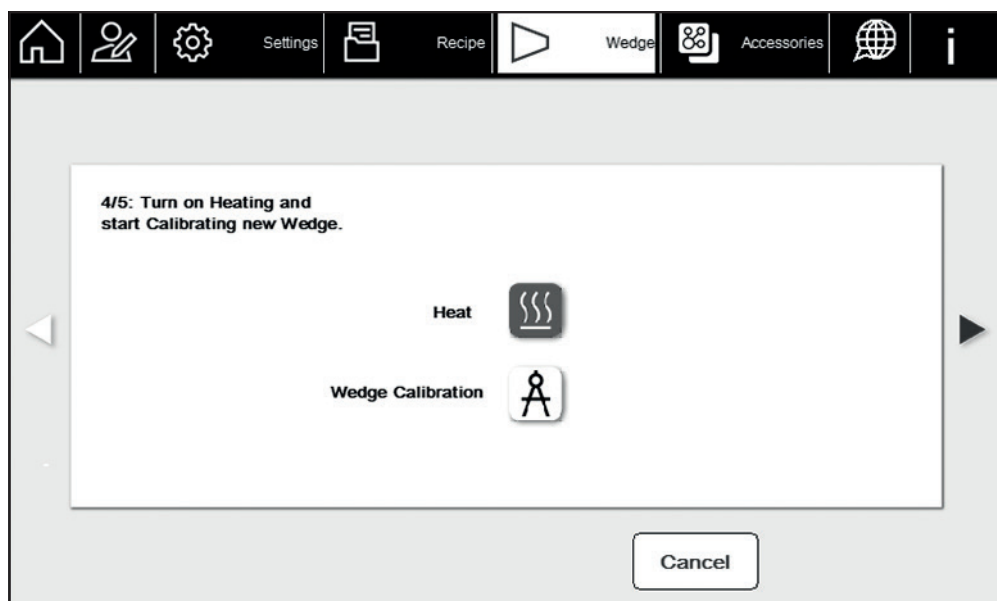 Settings
Recipe
Wedge
Accessories
i
4/5: Turn on Heating and
start Calibrating new Wedge.
Heat
Wedge Calibration
Cancel